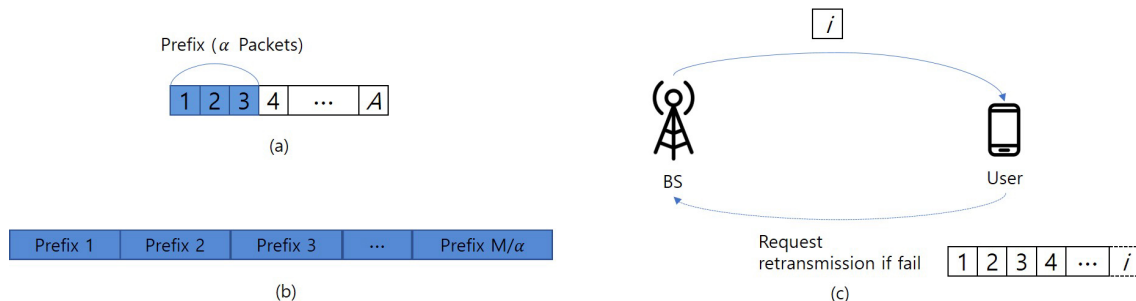 Prefix (α Packets)
1 2 3 4 ... A
(a)
Prefix 1 Prefix 2 Prefix 3 ... Prefix M/α
(b)
i
BS
User
Request
retransmission if fail
1 2 3 4 ... i
(c)